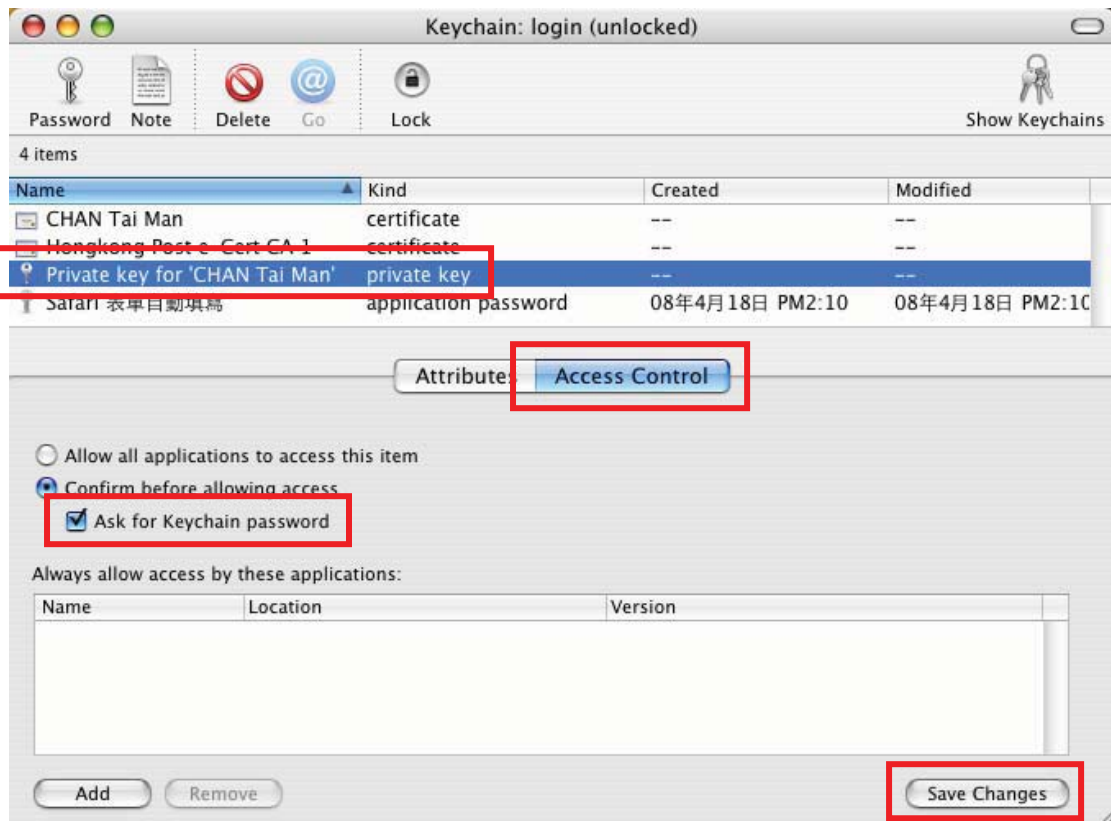 Keychain: login (unlocked)
Password Note Delete Go Lock Show Keychains
4 items
Name Kind Created Modified
CHAN Tai Man certificate -- --
Hongkong Post e-Cert CA 1 certificate -- --
Private key for 'CHAN Tai Man' private key -- --
Safari 表單自動填寫 application password 08年4月18日 PM2:10 08年4月18日 PM2:10
Attributes Access Control
Allow all applications to access this item
Confirm before allowing access
Ask for Keychain password
Always allow access by these applications:
Name Location Version
Add Remove Save Changes